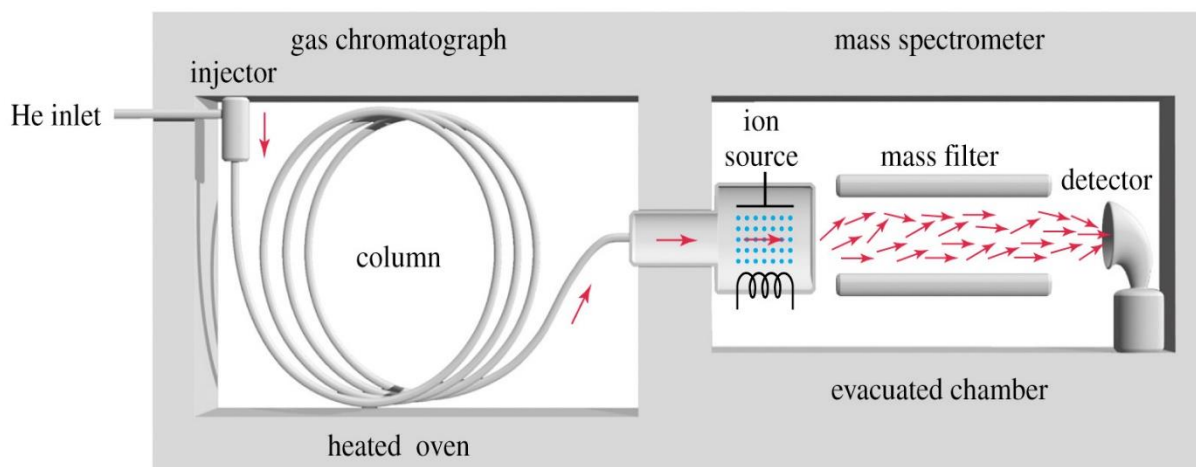 gas chromatograph
mass spectrometer
injector
He inlet
ion
source
mass filter
detector
column
evacuated chamber
heated oven